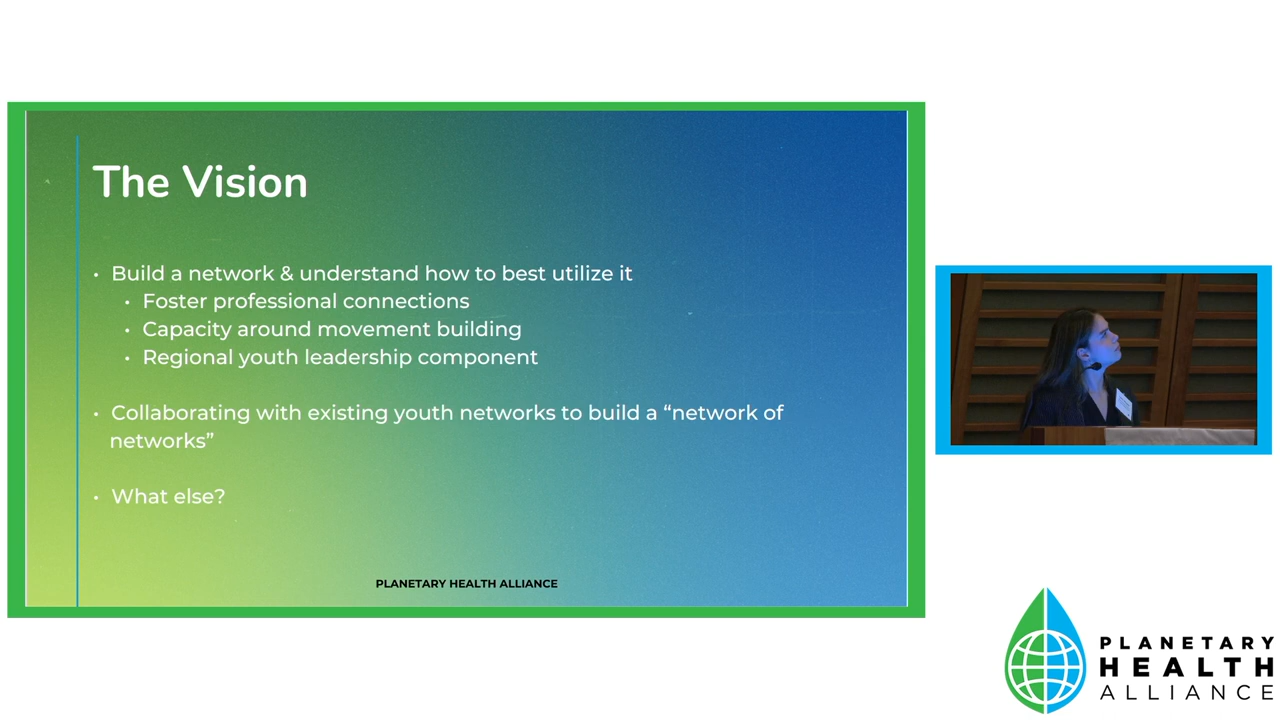 The Vision
• Build a network & understand how to best utilize it
• Foster professional connections
• Capacity around movement building
• Regional youth leadership component
• Collaborating with existing youth networks to build a “network of
networks”
• What else?
PLANETARY HEALTH ALLIANCE
PLANETARY
HEALTH
ALLIANCE